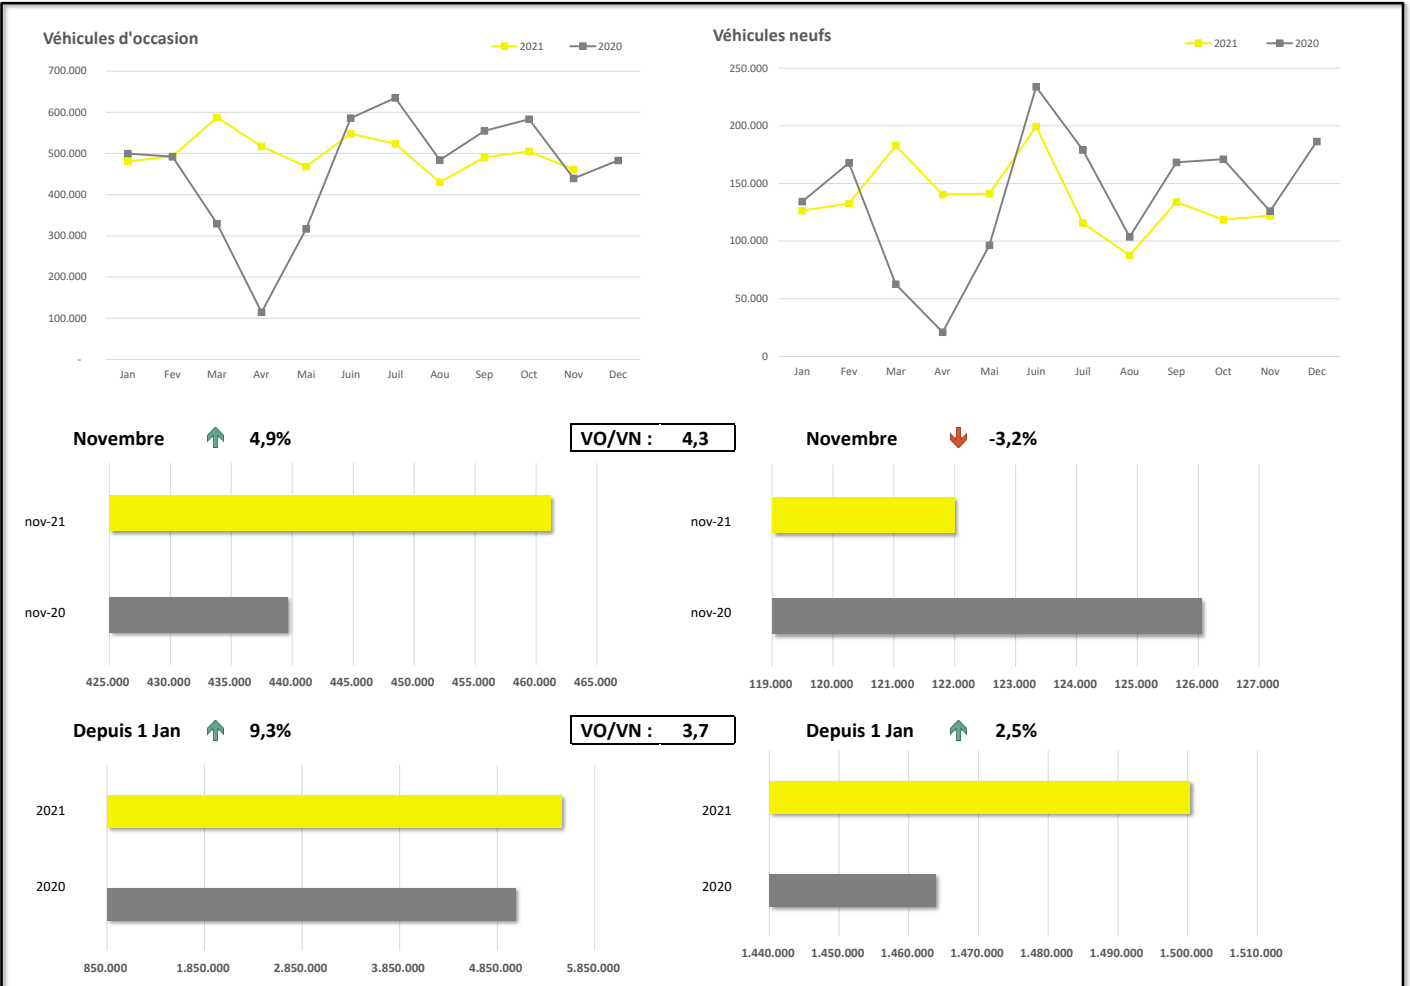 Véhicules d'occasion
2021 2020
700.000
600.000
500.000
400.000
300.000
200.000
100.000
-
Jan Fev Mar Avr Mai Juin Juil Aou Sep Oct Nov Dec
Véhicules neufs
2021 2020
250.000
200.000
150.000
100.000
50.000
0
Jan Fev Mar Avr Mai Juin Juil Aou Sep Oct Nov Dec
Novembre 4,9%
VO/VN : 4,3
Novembre -3,2%
nov-21
nov-20
425.000 430.000 435.000 440.000 445.000 450.000 455.000 460.000 465.000
nov-21
nov-20
119.000 120.000 121.000 122.000 123.000 124.000 125.000 126.000 127.000
Depuis 1 Jan 9,3%
VO/VN : 3,7
Depuis 1 Jan 2,5%
2021
2020
850.000 1.850.000 2.850.000 3.850.000 4.850.000 5.850.000
2021
2020
1.440.000 1.450.000 1.460.000 1.470.000 1.480.000 1.490.000 1.500.000 1.510.000